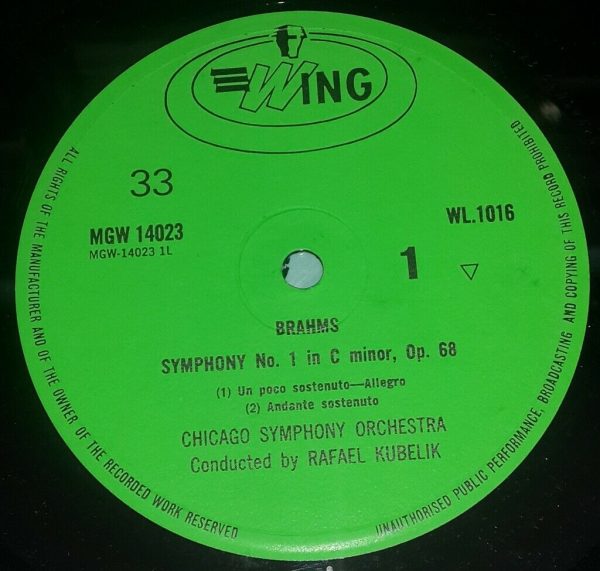 WING
33
MGW 14023
MGW-14023 1L
WL.1016
1
BRAHMS
SYMPHONY No. 1 in C minor, Op. 68
(1) Un poco sostenuto—Allegro
(2) Andante sostenuto
CHICAGO SYMPHONY ORCHESTRA
Conducted by RAFAEL KUBELIK
ALL RIGHTS OF THE MANUFACTURER AND OF THE OWNER OF THE RECORDED WORK RESERVED
UNAUTHORISED PUBLIC PERFORMANCE, BROADCASTING AND COPYING OF THIS RECORD PROHIBITED